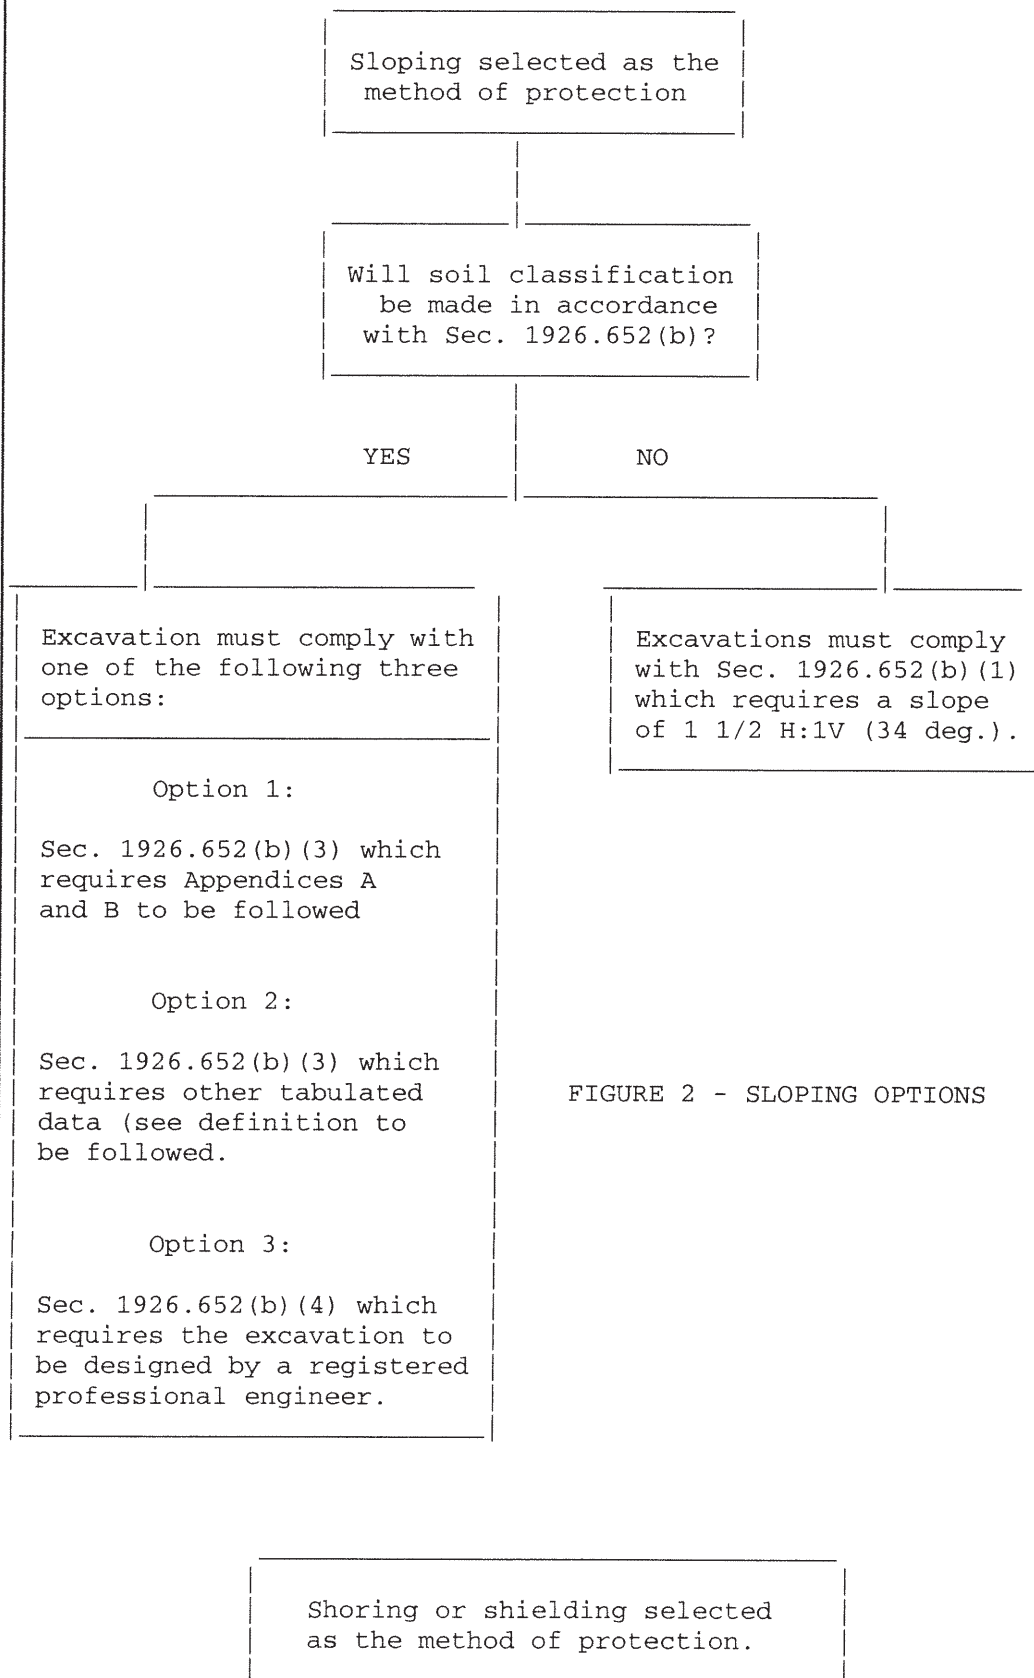 Sloping selected as the
method of protection
Will soil classification
be made in accordance
with Sec. 1926.652(b)?
YES
NO
Excavation must comply with
one of the following three
options:
Option 1:
Sec. 1926.652(b)(3) which
requires Appendices A
and B to be followed
Option 2:
Sec. 1926.652(b)(3) which
requires other tabulated
data (see definition to
be followed.
Option 3:
Sec. 1926.652(b)(4) which
requires the excavation to
be designed by a registered
professional engineer.
Excavations must comply
with Sec. 1926.652(b)(1)
which requires a slope
of 1 1/2 H:1V (34 deg.).
FIGURE 2 - SLOPING OPTIONS
Shoring or shielding selected
as the method of protection.